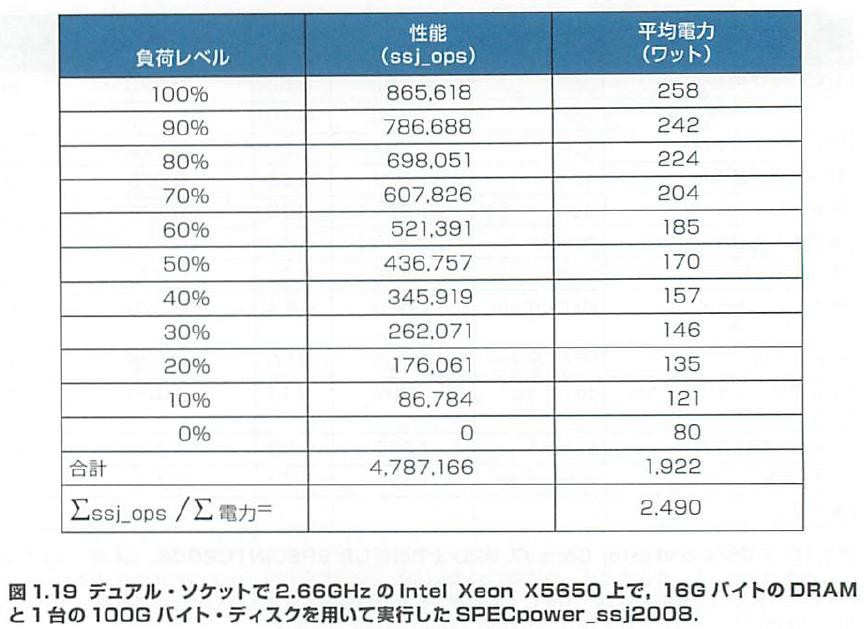 負荷レベル 性能 (ssj_ops) 平均電力 (ワット)
100% 865,618 258
90% 786,688 242
80% 698,051 224
70% 607,826 204
60% 521,391 185
50% 436,757 170
40% 345,919 157
30% 262,071 146
20% 176,061 135
10% 86,784 121
0% 0 80
合計 4,787,166 1,922
∑ssj_ops /∑ 電力= 2,490
図 1.19 デュアル・ソケットで 2.66GHz の Intel Xeon X5650 上で, 16G バイトの DRAM
と 1 台の 100G バイト・ディスクを用いて実行した SPECpower_ssj2008.